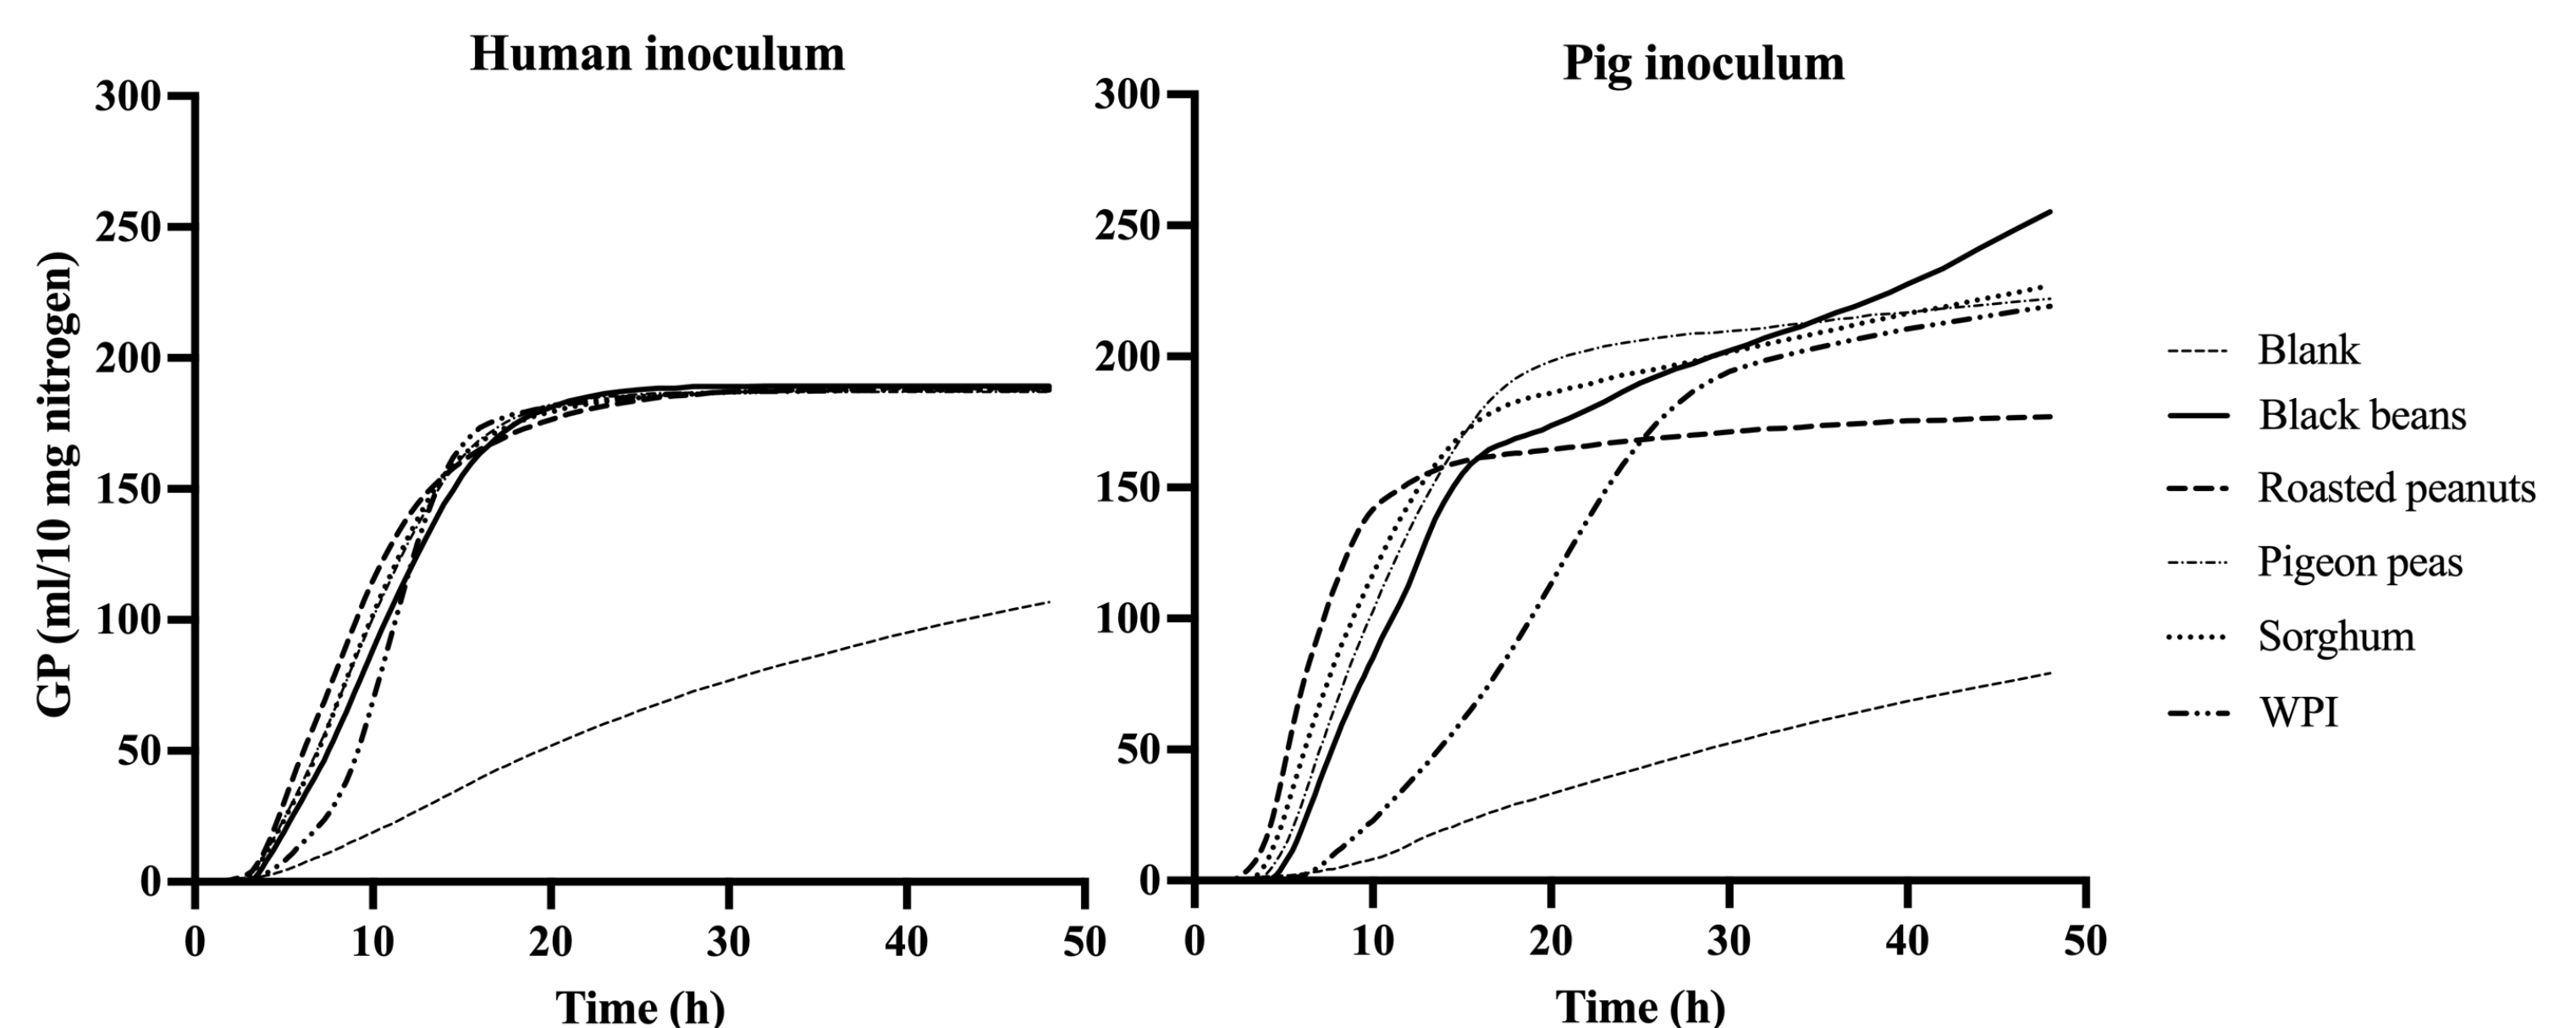 Human inoculum
GP (ml/10 mg nitrogen)
300
250
200
150
100
50
0
0 10 20 30 40 50
Time (h)
Pig inoculum
300
250
200
150
100
50
0
0 10 20 30 40 50
Time (h)
Blank
Black beans
Roasted peanuts
Pigeon peas
Sorghum
WPI